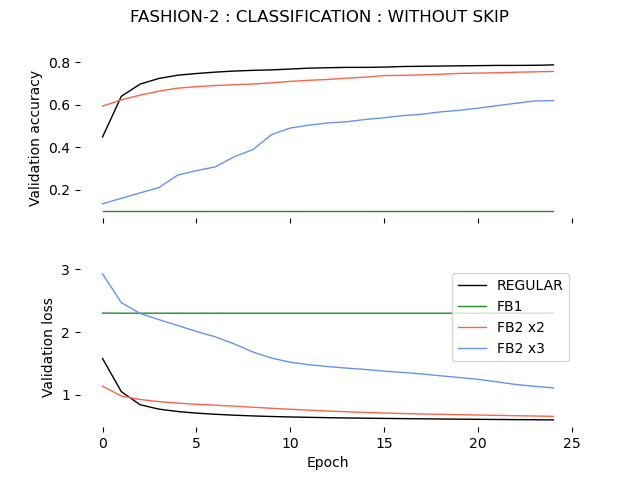 FASHION-2 : CLASSIFICATION : WITHOUT SKIP
Validation accuracy
0.8
0.6
0.4
0.2
Validation loss
3
2
1
REGULAR
FB1
FB2 x2
FB2 x3
0 5 10 15 20 25
Epoch